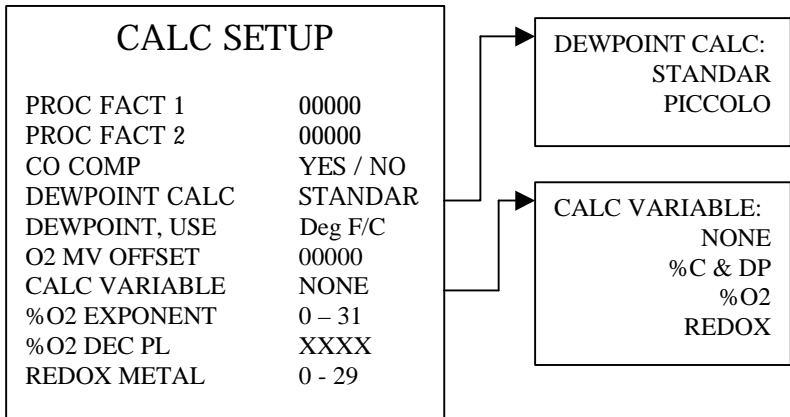 CALC SETUP
PROC FACT 1 00000
PROC FACT 2 00000
CO COMP YES / NO
DEWPOINT CALC STANDAR
DEWPOINT, USE Deg F/C
O2 MV OFFSET 00000
CALC VARIABLE NONE
%O2 EXPONENT 0 – 31
%O2 DEC PL XXXX
REDOX METAL 0 - 29
DEWPOINT CALC:
STANDAR
PICCOLO
CALC VARIABLE:
NONE
%C & DP
%O2
REDOX